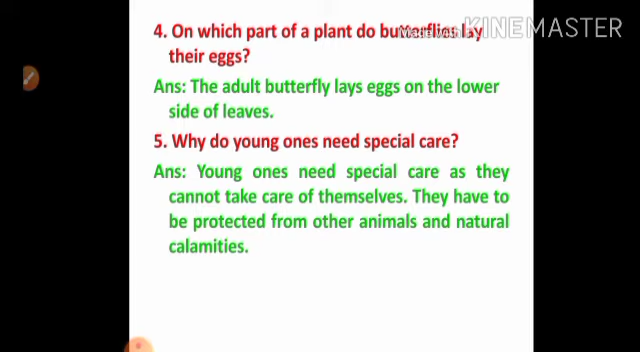 4. On which part of a plant do butterflies lay
their eggs?
Ans: The adult butterfly lays eggs on the lower
side of leaves.
5. Why do young ones need special care?
Ans: Young ones need special care as they
cannot take care of themselves. They have to
be protected from other animals and natural
calamities.
Made with KINEMASTER